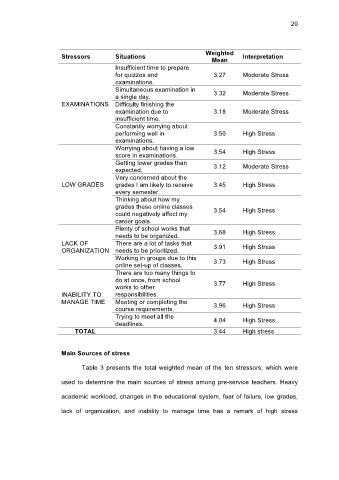 20
Stressors Situations Weighted Mean Interpretation
Insufficient time to prepare
for quizzes and 3.27 Moderate Stress
examinations.
Simultaneous examination in
a single day. 3.32 Moderate Stress
EXAMINATIONS Difficulty finishing the
examination due to 3.18 Moderate Stress
insufficient time.
Constantly worrying about
performing well in 3.50 High Stress
examinations.
Worrying about having a low
score in examinations. 3.54 High Stress
Getting lower grades than
expected. 3.12 Moderate Stress
Very concerned about the
LOW GRADES grades I am likely to receive 3.45 High Stress
every semester.
Thinking about how my
grades these online classes
could negatively affect my 3.54 High Stress
career goals.
Plenty of school works that
needs to be organized. 3.68 High Stress
LACK OF There are a lot of tasks that
ORGANIZATION needs to be prioritized. 3.91 High Stress
Working in groups due to this
online set-up of classes. 3.73 High Stress
There are too many things to
do at once, from school
works to other 3.77 High Stress
INABILITY TO responsibilities.
MANAGE TIME Meeting or completing the
course requirements. 3.96 High Stress
Trying to meet all the
deadlines. 4.04 High Stress
TOTAL 3.44 High stress
Main Sources of stress
Table 3 presents the total weighted mean of the ten stressors, which were
used to determine the main sources of stress among pre-service teachers. Heavy
academic workload, changes in the educational system, fear of failure, low grades,
lack of organization, and inability to manage time has a remark of high stress